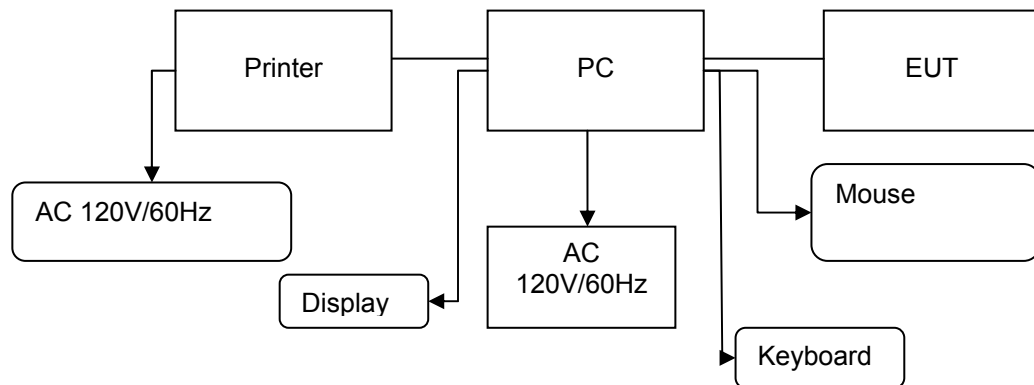 Printer
PC
EUT
AC 120V/60Hz
Mouse
AC
120V/60Hz
Display
Keyboard